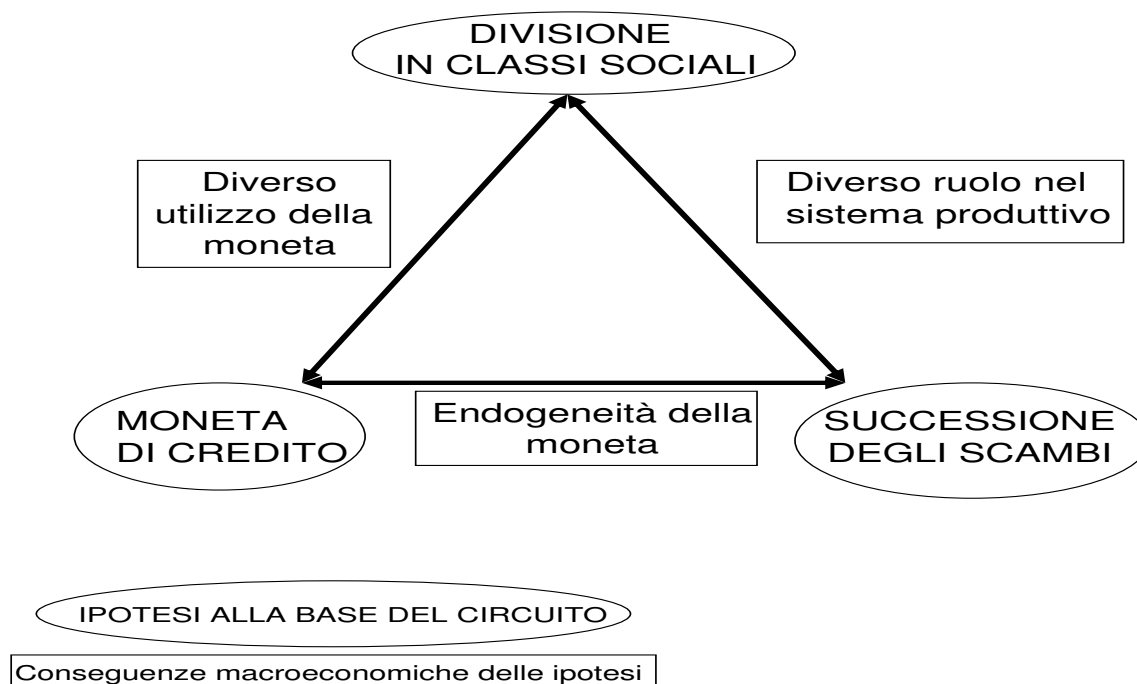 DIVISIONE
IN CLASSI SOCIALI
Diverso
utilizzo della
moneta
Diverso ruolo nel
sistema produttivo
MONETA
DI CREDITO
Endogeneità della
moneta
SUCCESSIONE
DEGLI SCAMBI
IPOTESI ALLA BASE DEL CIRCUITO
Conseguenze macroeconomiche delle ipotesi